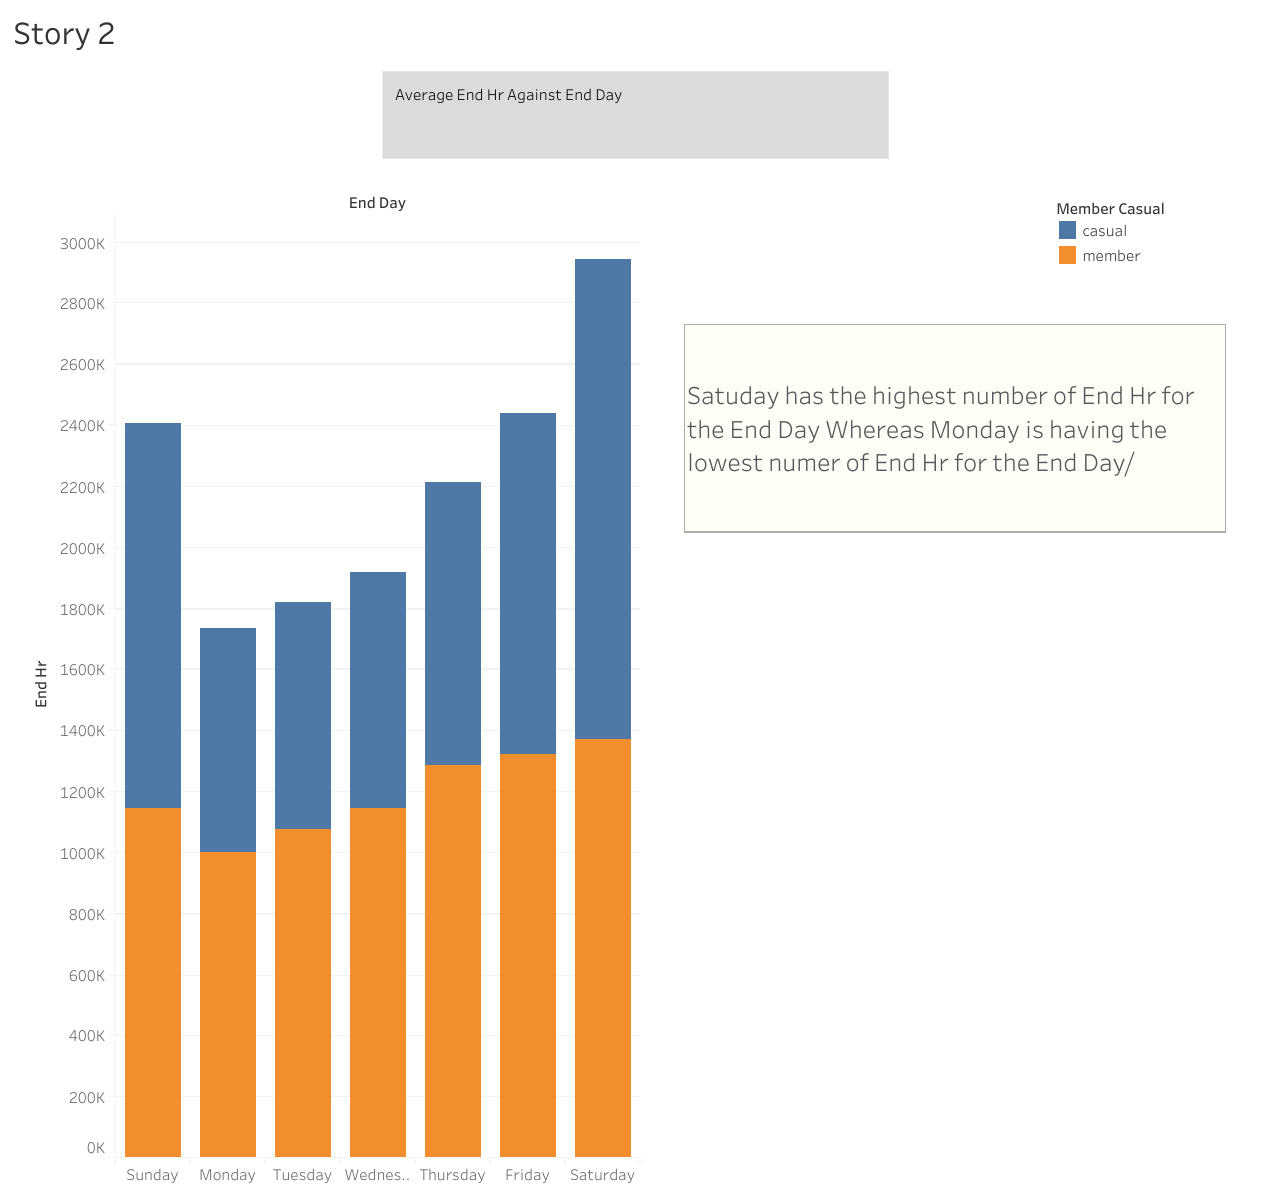 Story 2
Average End Hr Against End Day
End Day
Member Casual
casual
member
3000K
2800K
2600K
2400K
2200K
2000K
1800K
1600K
1400K
1200K
1000K
800K
600K
400K
200K
0K
End Hr
Satuday has the highest number of End Hr for
the End Day Whereas Monday is having the
lowest numer of End Hr for the End Day/
Sunday Monday Tuesday Wednes.. Thursday Friday Saturday